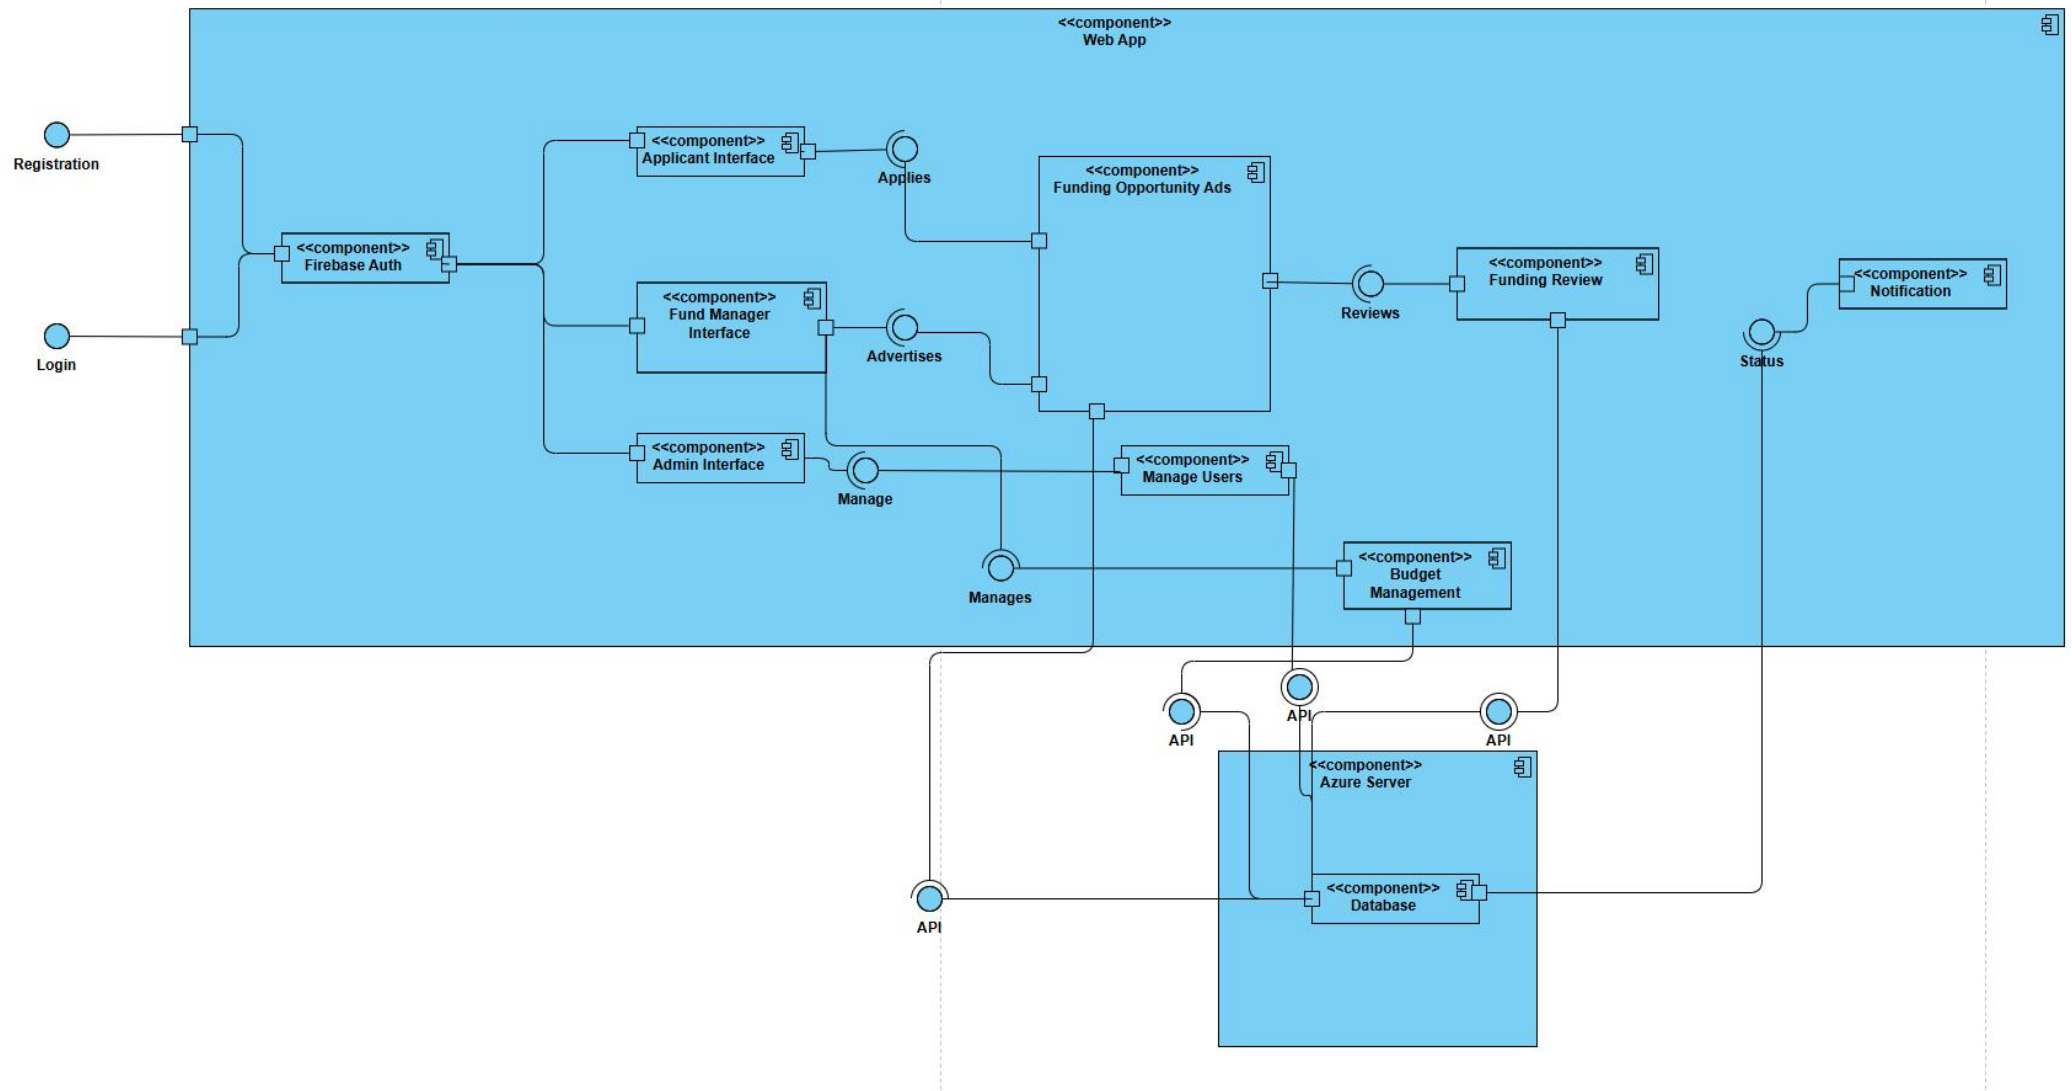 <<component>>
Web App
Registration
Login
<<component>>
Firebase Auth
<<component>>
Applicant Interface
Applies
<<component>>
Fund Manager
Interface
Advertises
<<component>>
Admin Interface
Manage
<<component>>
Funding Opportunity Ads
Reviews
<<component>>
Funding Review
<<component>>
Notification
Status
<<component>>
Manage Users
Manages
<<component>>
Budget
Management
API
API
API
<<component>>
Azure Server
<<component>>
Database
API